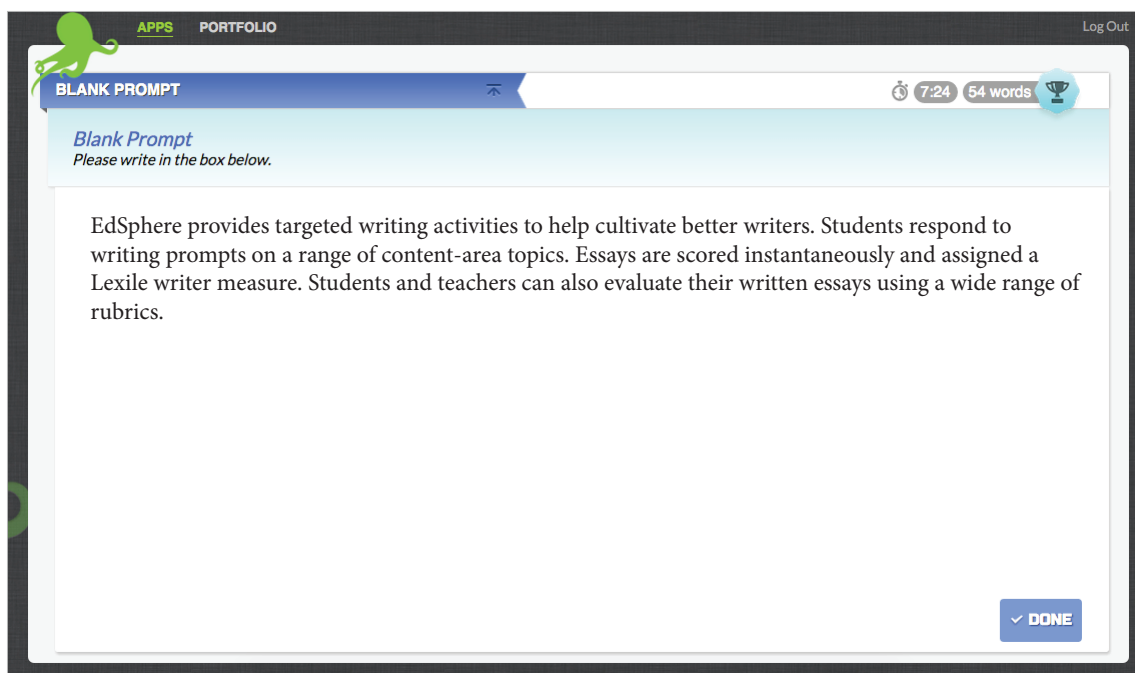 APPS PORTFOLIO Log Out
BLANK PROMPT 7:24 54 words
Blank Prompt
Please write in the box below.
EdSphere provides targeted writing activities to help cultivate better writers. Students respond to
writing prompts on a range of content-area topics. Essays are scored instantaneously and assigned a
Lexile writer measure. Students and teachers can also evaluate their written essays using a wide range of
rubrics.
DONE